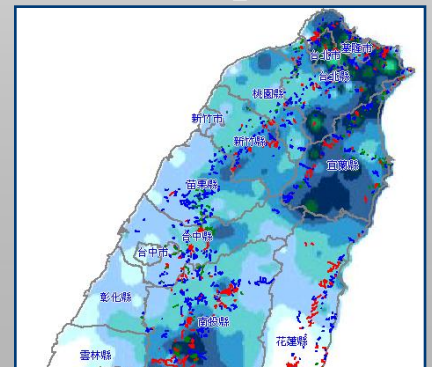 基隆市
台北市
台北縣
桃園縣
新竹市
新竹縣
宜蘭縣
苗栗縣
台中縣
台中市
彰化縣
南投縣
花蓮縣
雲林縣